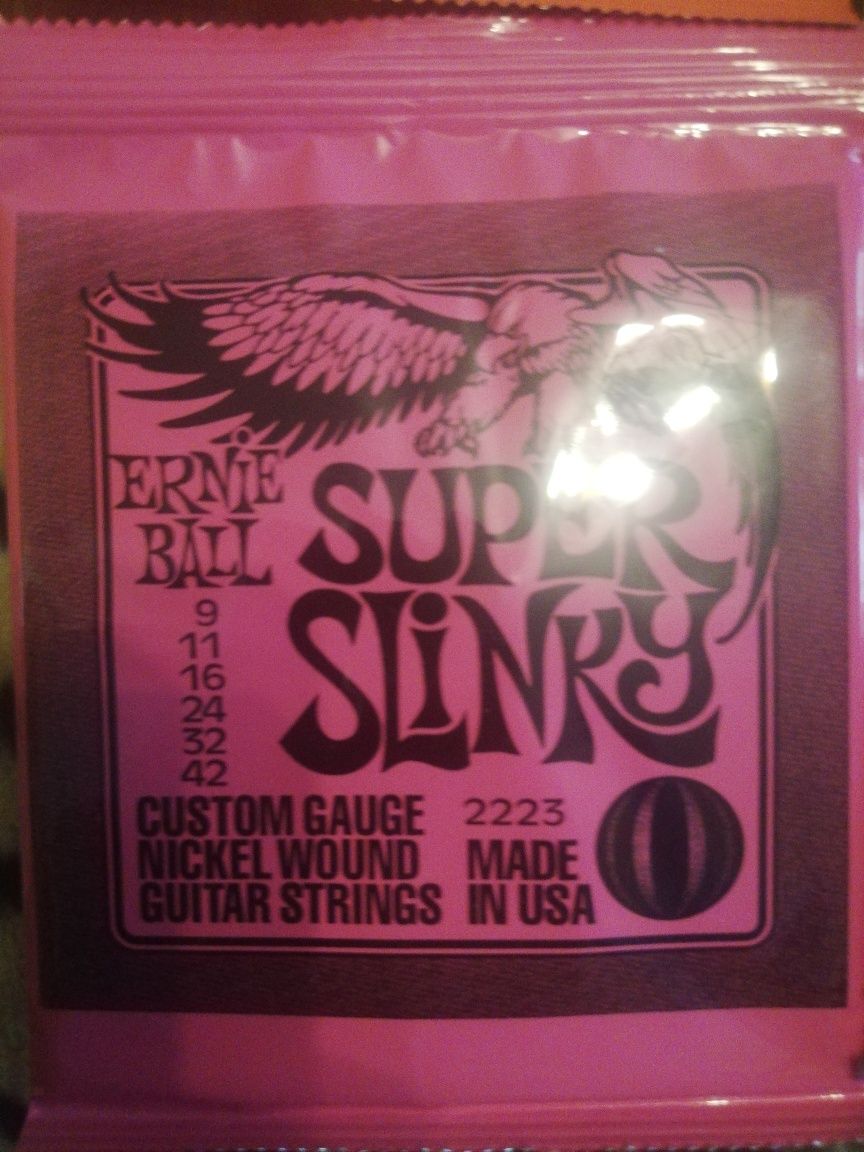 ERNiE
BALL
SUPER
SLiNKY
9
11
16
24
32
42
CUSTOM GAUGE
NICKEL WOUND
GUITAR STRINGS
2223
MADE
IN USA